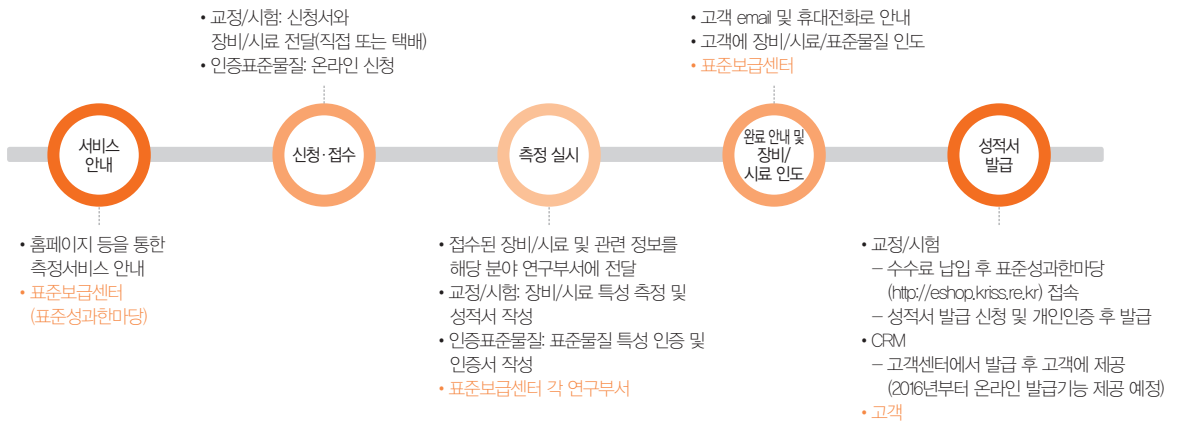 • 교정/시험: 신청서와
장비/시료 전달(직접 또는 택배)
• 인증표준물질: 온라인 신청
• 고객 email 및 휴대전화로 안내
• 고객에 장비/시료/표준물질 인도
• 표준보급센터
서비스
안내
신청·접수
측정 실시
완료 안내 및
장비/
시료 인도
성적서
발급
• 홈페이지 등을 통한
측정서비스 안내
• 표준보급센터
(표준성과한마당)
• 접수된 장비/시료 및 관련 정보를
해당 분야 연구부서에 전달
• 교정/시험: 장비/시료 특성 측정 및
성적서 작성
• 인증표준물질: 표준물질 특성 인증 및
인증서 작성
• 표준보급센터 각 연구부서
• 교정/시험
– 수수료 납입 후 표준성과한마당
(http://eshop.kriss.re.kr) 접속
– 성적서 발급 신청 및 개인인증 후 발급
• CRM
– 고객센터에서 발급 후 고객에 제공
(2016년부터 온라인 발급기능 제공 예정)
• 고객